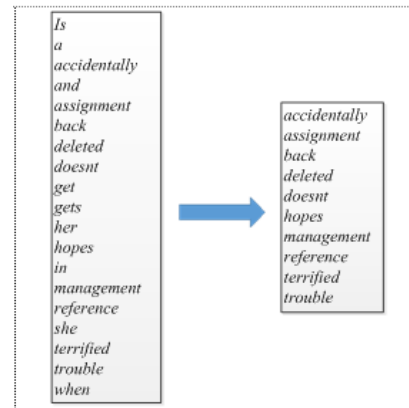 Is
a
accidentally
and
assignment
back
deleted
doesnt
get
gets
her
hopes
in
management
reference
she
terrified
trouble
when
accidentally
assignment
back
deleted
doesnt
hopes
management
reference
terrified
trouble